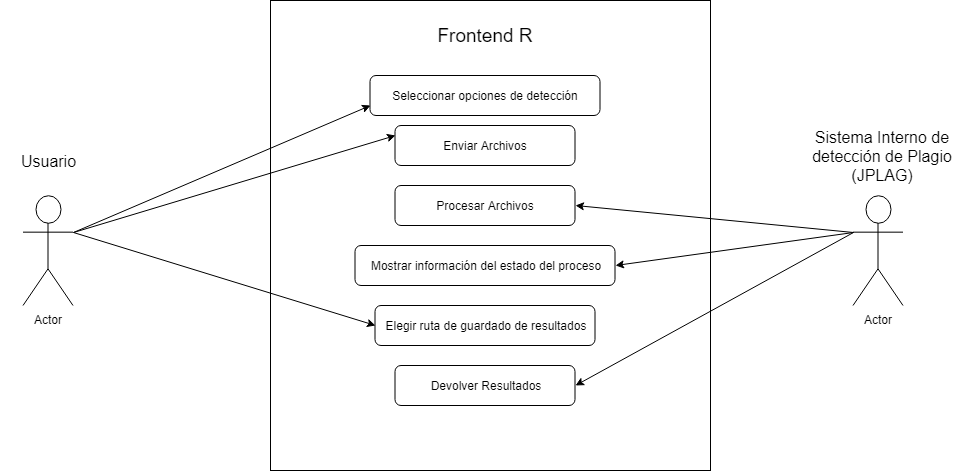 Frontend R
Seleccionar opciones de detección
Enviar Archivos
Procesar Archivos
Mostrar información del estado del proceso
Elegir ruta de guardado de resultados
Devolver Resultados
Usuario
Actor
Sistema Interno de
detección de Plagio
(JPLAG)
Actor